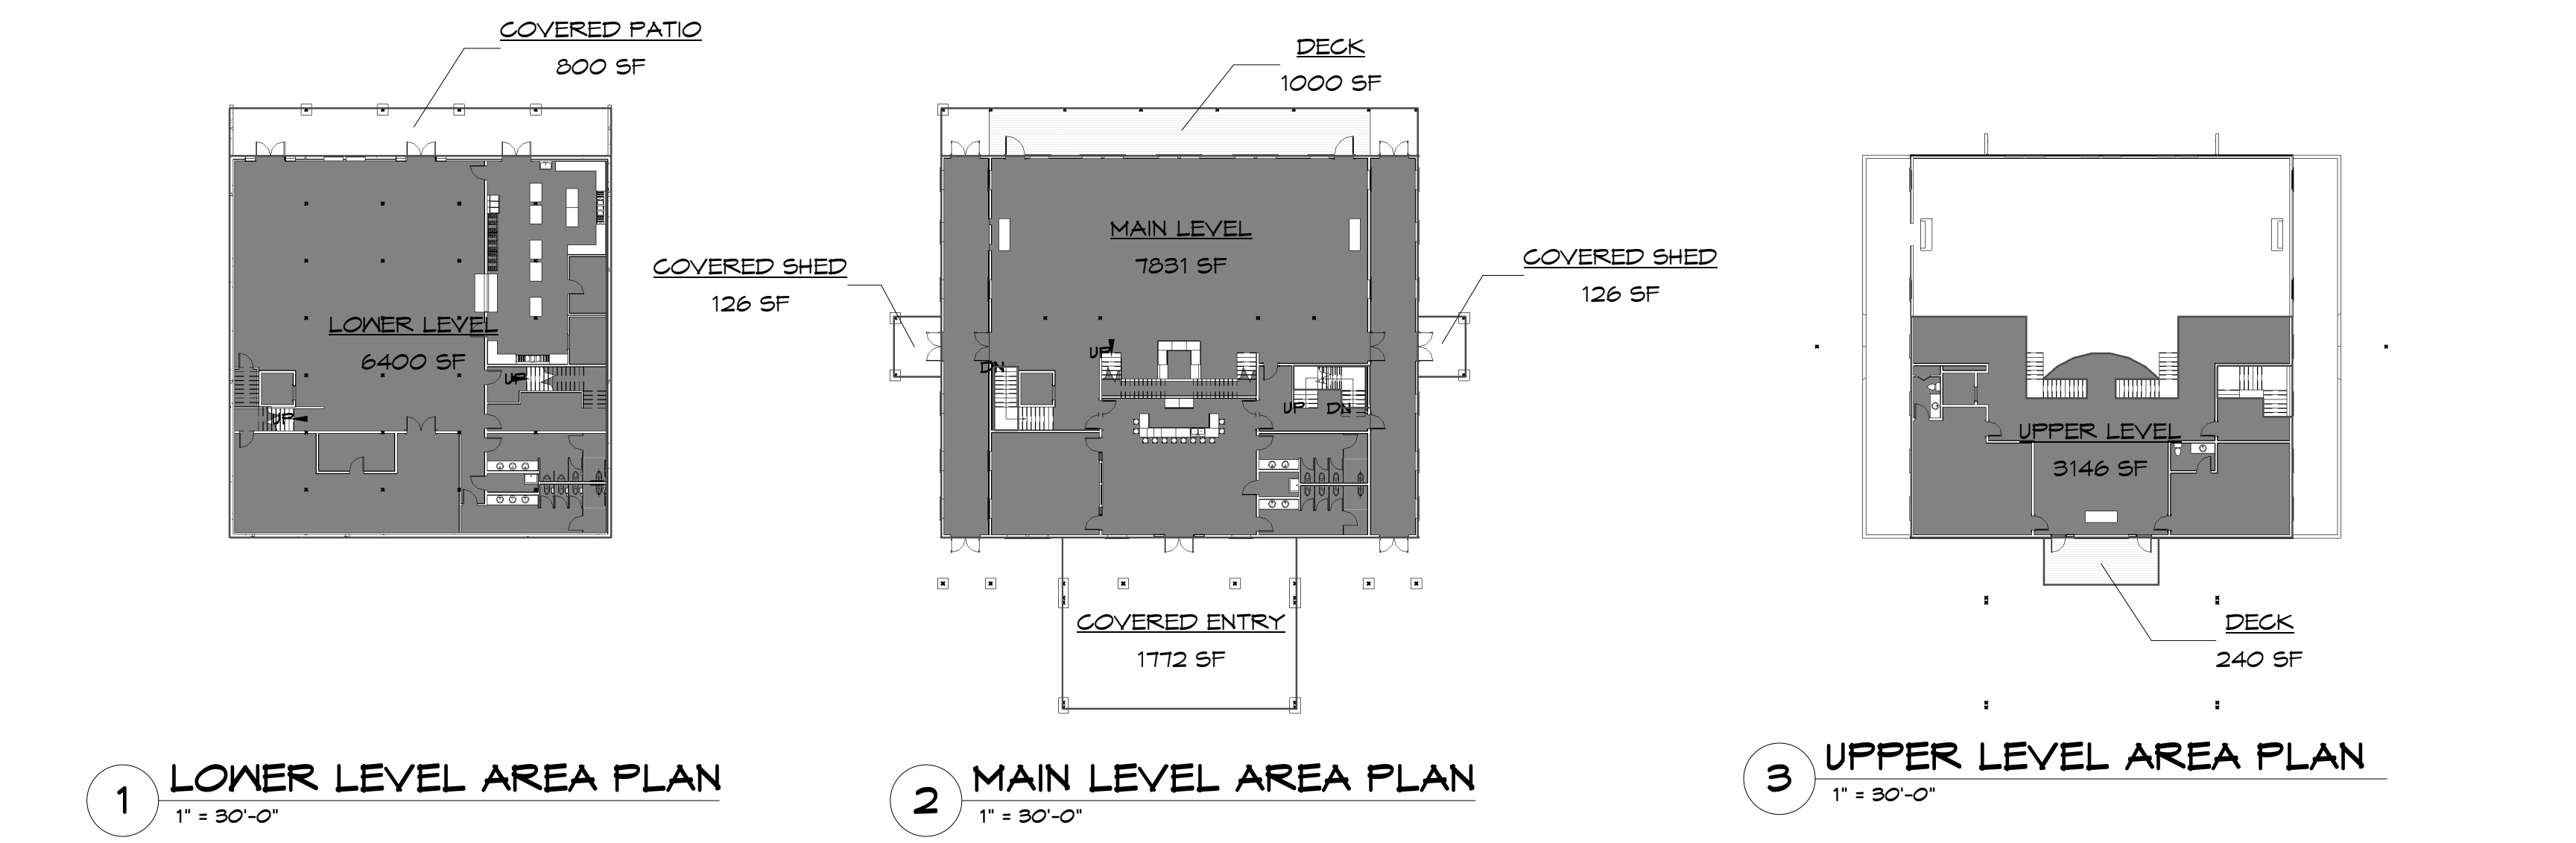 COVERED PATIO
800 SF
LOWER LEVEL
6400 SF
UP
UP
1
LOWER LEVEL AREA PLAN
1" = 30'-0"
DECK
1000 SF
COVERED SHED
126 SF
MAIN LEVEL
7831 SF
COVERED SHED
126 SF
UP
DN
UP DN
COVERED ENTRY
1772 SF
2
MAIN LEVEL AREA PLAN
1" = 30'-0"
UPPER LEVEL
3146 SF
DECK
240 SF
3
UPPER LEVEL AREA PLAN
1" = 30'-0"